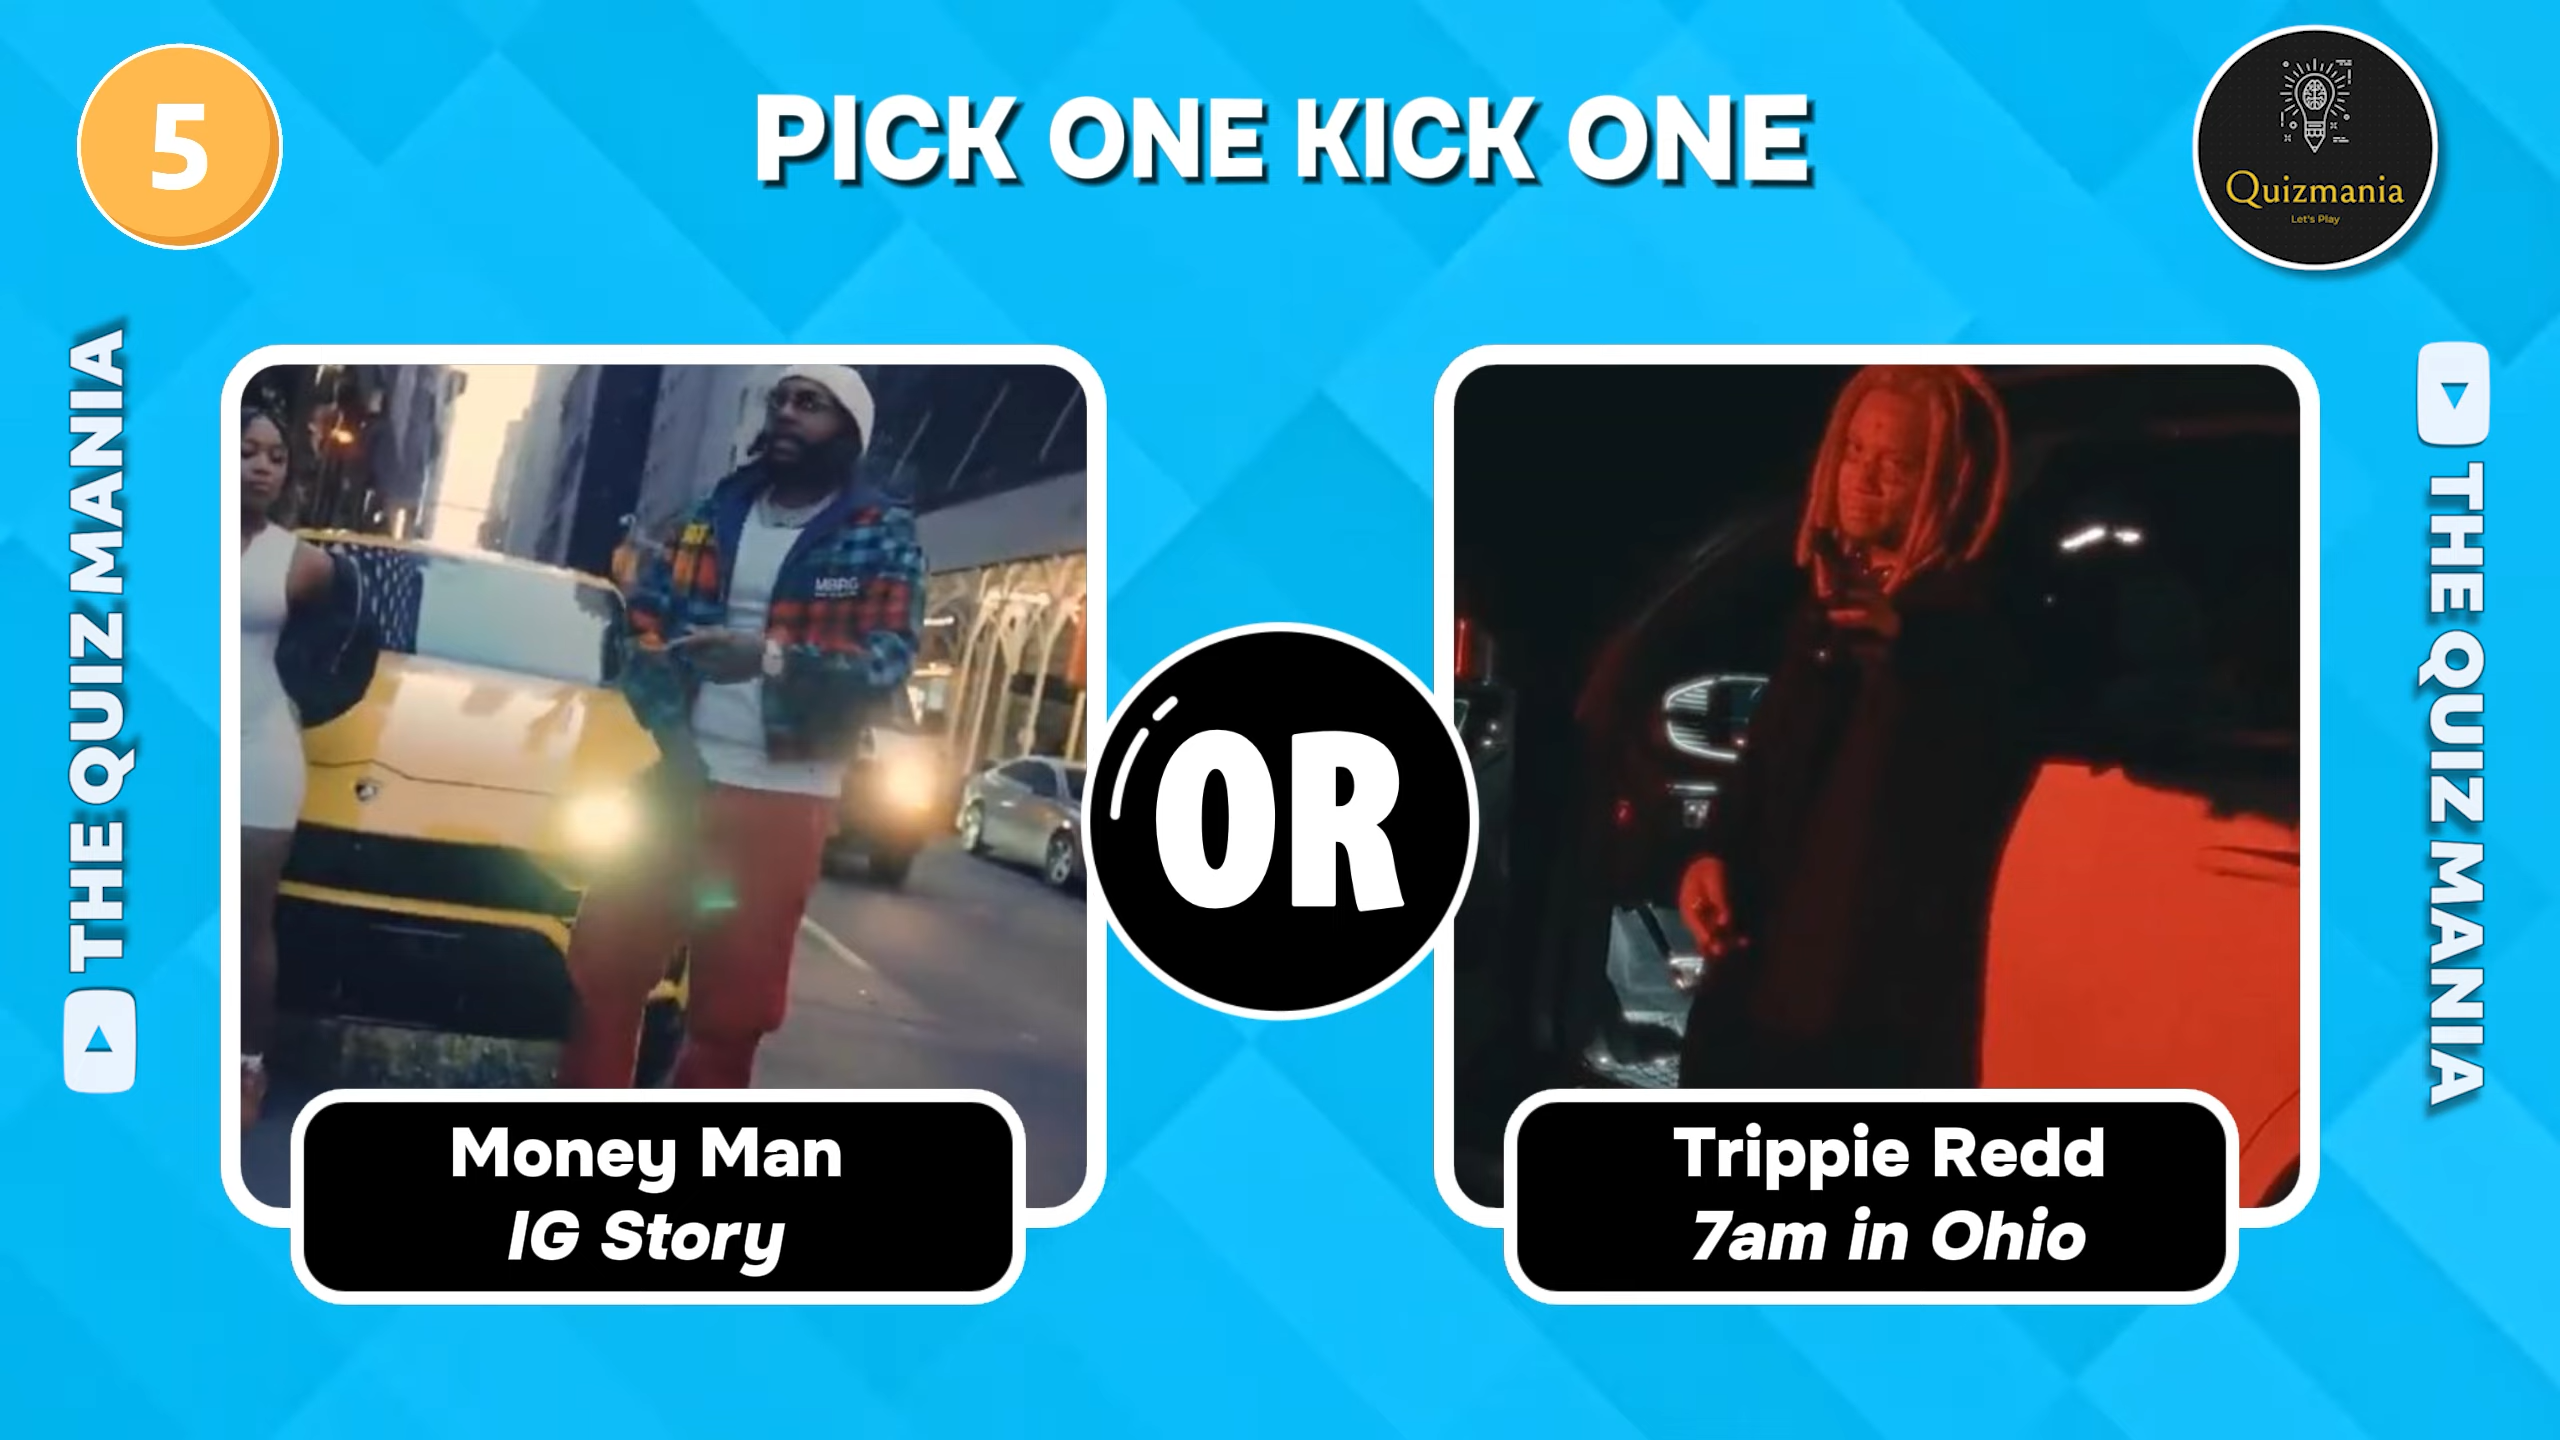 5
PICK ONE KICK ONE
Quizmania
Let's Play
THE QUIZ MANIA
THE QUIZ MANIA
OR
Money Man
IG Story
Trippie Redd
7am in Ohio